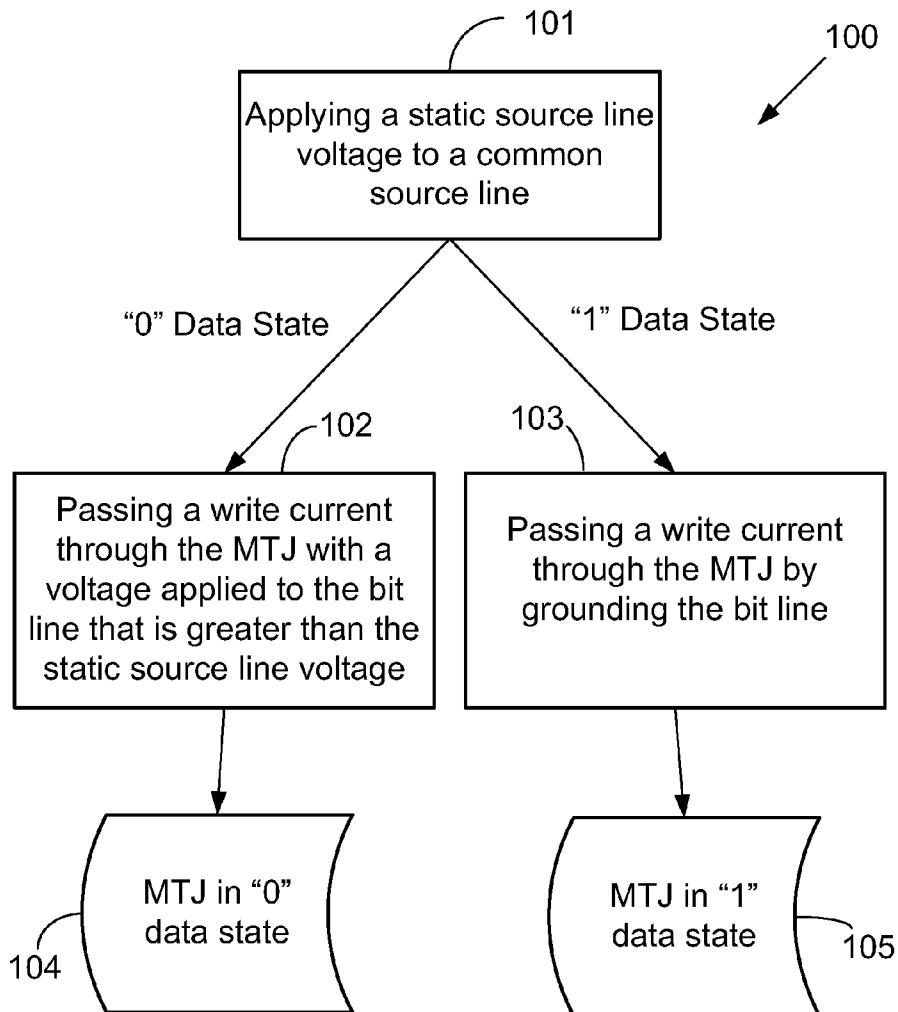 101
100
Applying a static source line
voltage to a common
source line
“0” Data State
“1” Data State
102
103
Passing a write current
through the MTJ with a
voltage applied to the bit
line that is greater than the
static source line voltage
Passing a write current
through the MTJ by
grounding the bit line
MTJ in “0”
data state
104
MTJ in “1”
data state
105